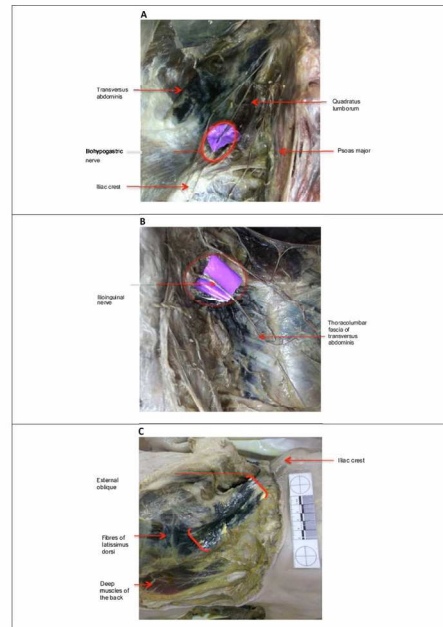 A
Transversus
abdominis
Quadratus
lumborum
Iliohypogastric
nerve
Psoas major
Iliac crest
B
Ilioinguinal
nerve
Thoracolumbar
fascia of
transversus
abdominis
C
Iliac crest
External
oblique
Fibres of
latissimus
dorsi
Deep
muscles of
the back